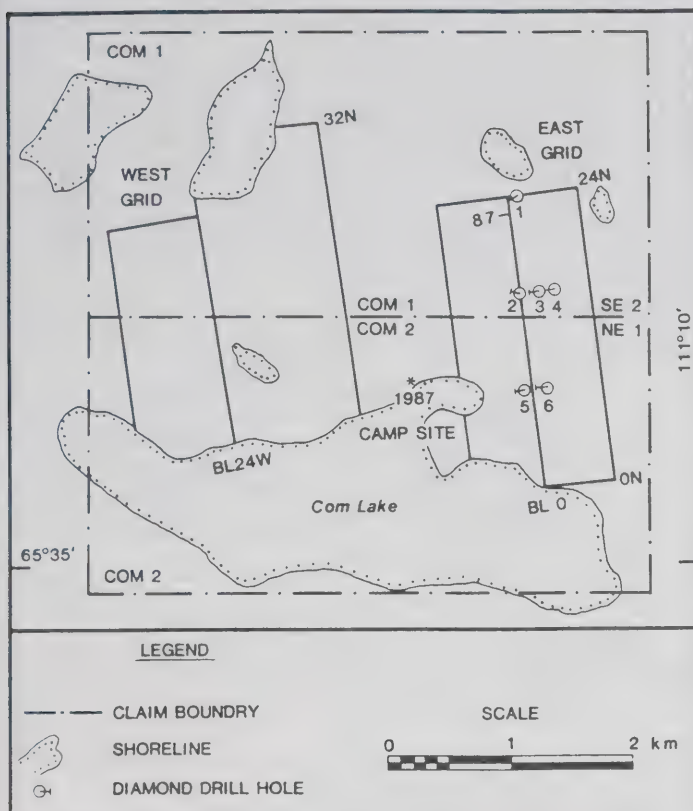 COM 1
32N
EAST
GRID
WEST
GRID
24N
87
1
2 3 4
COM 1 SE 2
COM 2 NE 1
111°10'
1987
5 6
CAMP SITE
BL24W
ON
BL 0
Com Lake
65°35'
COM 2
LEGEND
CLAIM BOUNDRY
SHORELINE
DIAMOND DRILL HOLE
SCALE
0 1 2 km